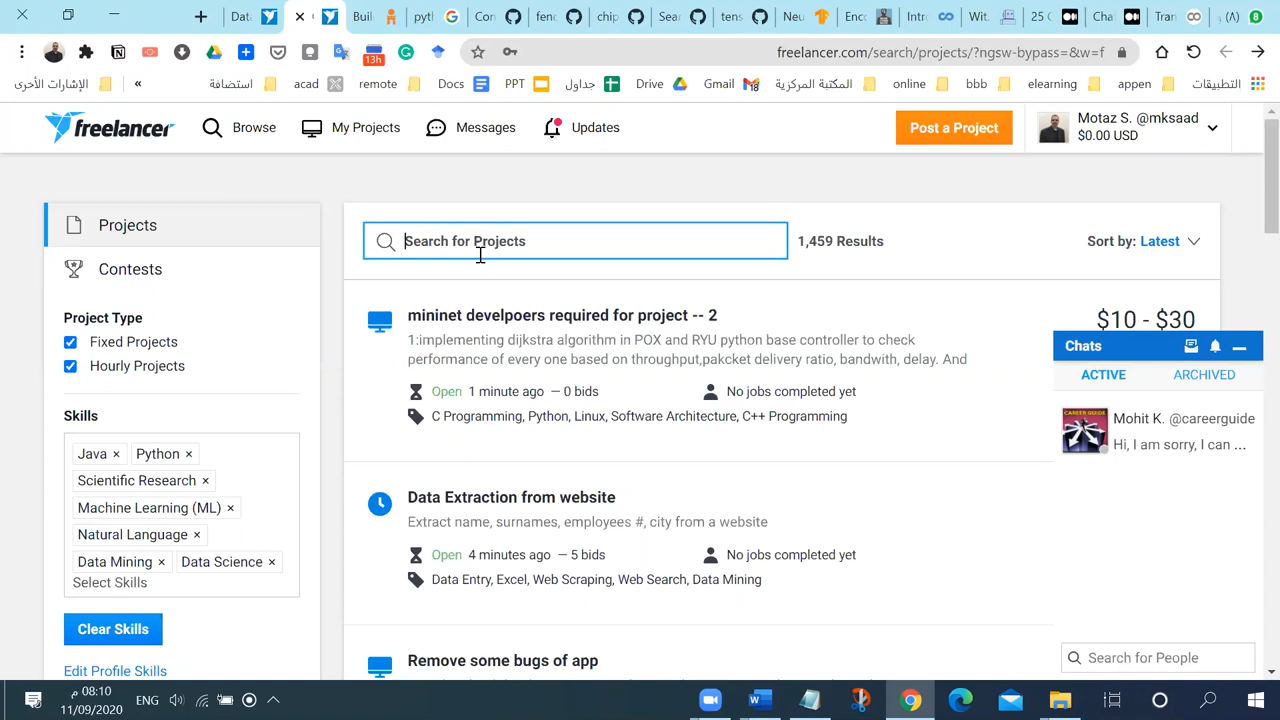 Dat
Buil
pyth
Con
fenc
chip
Sear
tens
Neu
Enco
Intro
Wit
25 C
Cha
Tran
(٨)
8
13h
freelancer.com/search/projects/?ngsw-bypass=&w=f
الإشارات الأخرى
»
استضافة
acad
remote
Docs
PPT
جداول
Drive
Gmail
المكتبة المركزية
online
bbb
elearning
appen
التطبيقات
freelancer
Browse
My Projects
Messages
Updates
Post a Project
Motaz S. @mksaad
$0.00 USD
Projects
Contests
Project Type
Fixed Projects
Hourly Projects
Skills
Java ×
Python ×
Scientific Research ×
Machine Learning (ML) ×
Natural Language ×
Data Mining ×
Data Science ×
Select Skills
Clear Skills
Edit Profile Skills
Search for Projects
1,459 Results
Sort by: Latest
mininet develpoers required for project -- 2
$10 - $30
1:implementing dijkstra algorithm in POX and RYU python base controller to check
performance of every one based on throughput,pakcket delivery ratio, bandwith, delay. And
Open 1 minute ago — 0 bids
No jobs completed yet
C Programming, Python, Linux, Software Architecture, C++ Programming
Data Extraction from website
Extract name, surnames, employees #, city from a website
Open 4 minutes ago — 5 bids
No jobs completed yet
Data Entry, Excel, Web Scraping, Web Search, Data Mining
Remove some bugs of app
Chats
ACTIVE
ARCHIVED
CAREER GUIDE
Mohit K. @careerguide
Hi, I am sorry, I can ...
Search for People
08:10 م
11/09/2020
ENG